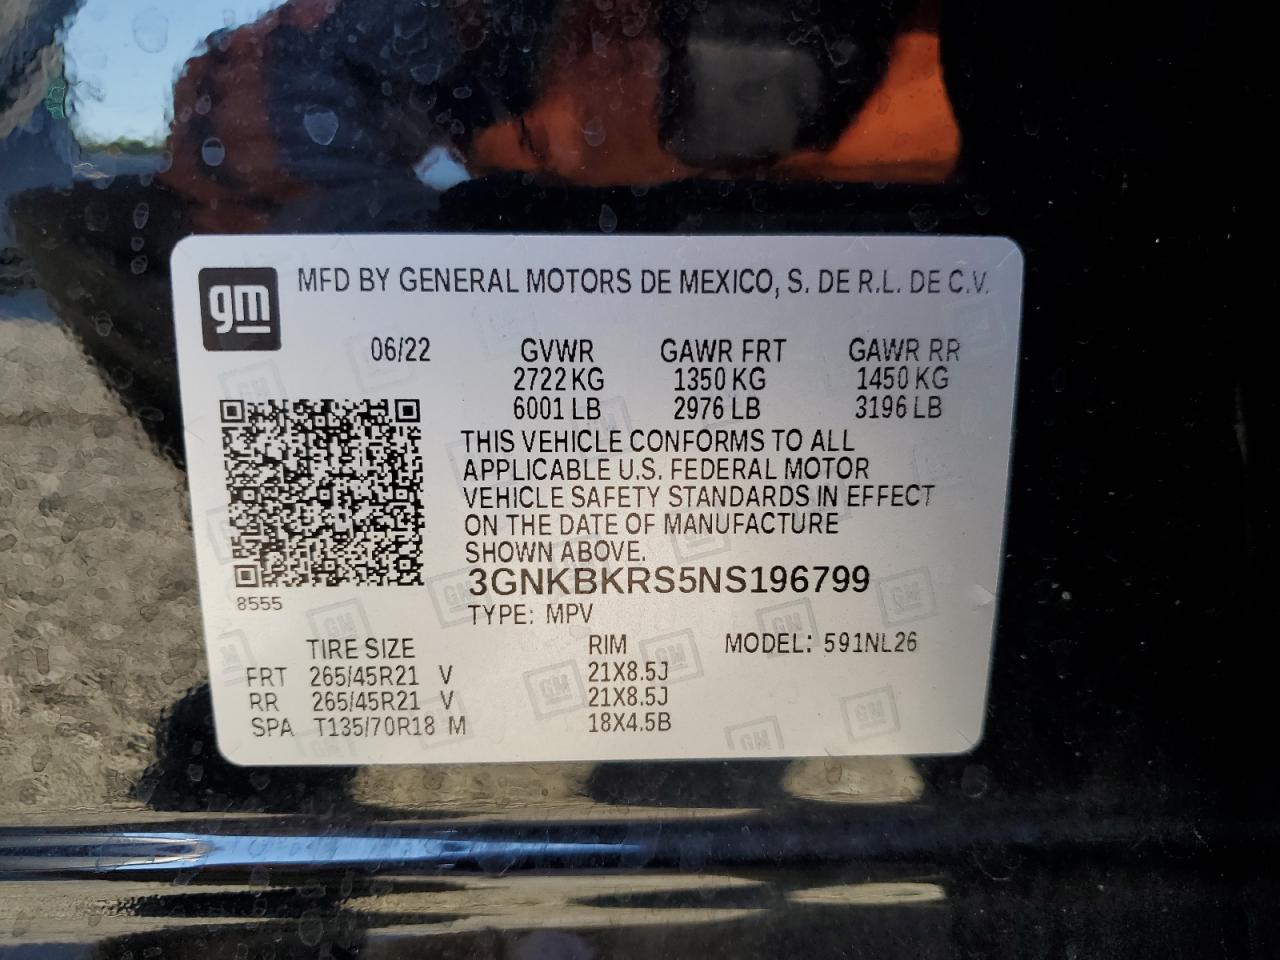 gm MFD BY GENERAL MOTORS DE MEXICO, S. DE R.L. DE C.V.
06/22 GVWR GAWR FRT GAWR RR
2722 KG 1350 KG 1450 KG
6001 LB 2976 LB 3196 LB
THIS VEHICLE CONFORMS TO ALL
APPLICABLE U.S. FEDERAL MOTOR
VEHICLE SAFETY STANDARDS IN EFFECT
ON THE DATE OF MANUFACTURE
SHOWN ABOVE.
3GNKBKRS5NS196799
8555
TYPE: MPV
TIRE SIZE RIM MODEL: 591NL26
FRT 265/45R21 V 21X8.5J
RR 265/45R21 V 21X8.5J
SPA T135/70R18 M 18X4.5B